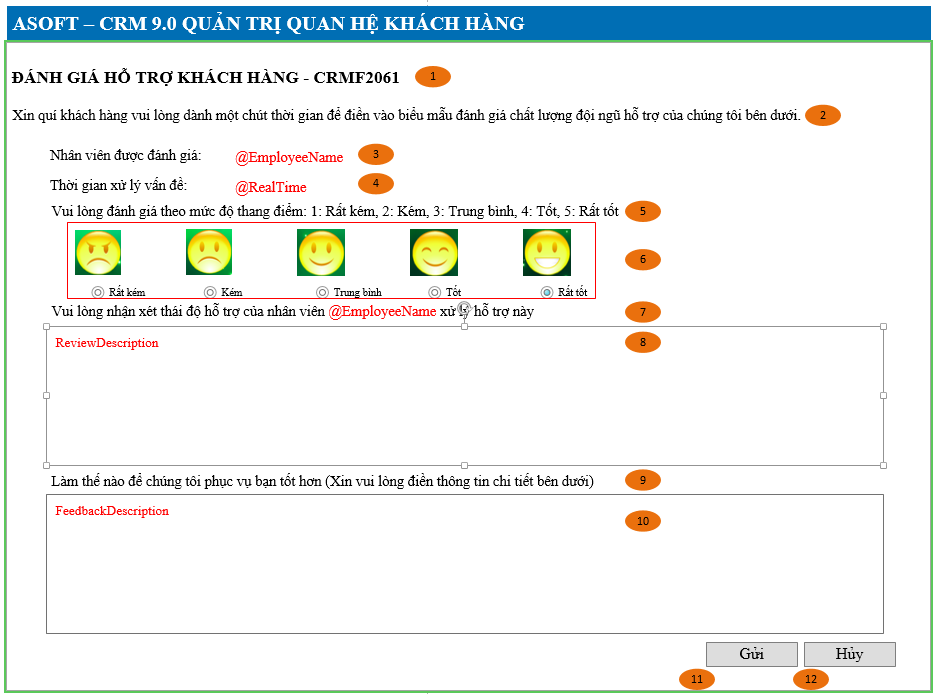 ASOFT – CRM 9.0 QUẢN TRỊ QUAN HỆ KHÁCH HÀNG
ĐÁNH GIÁ HỖ TRỢ KHÁCH HÀNG - CRMF2061 1
Xin quí khách hàng vui lòng dành một chút thời gian để điền vào biểu mẫu đánh giá chất lượng đội ngũ hỗ trợ của chúng tôi bên dưới. 2
Nhân viên được đánh giá: @EmployeeName 3
Thời gian xử lý vấn đề: @RealTime 4
Vui lòng đánh giá theo mức độ thang điểm: 1: Rất kém, 2: Kém, 3: Trung bình, 4: Tốt, 5: Rất tốt 5
6
Rất kém Kém Trung bình Tốt Rất tốt
Vui lòng nhận xét thái độ hỗ trợ của nhân viên @EmployeeName xử lý hỗ trợ này 7
ReviewDescription 8
Làm thế nào để chúng tôi phục vụ bạn tốt hơn (Xin vui lòng điền thông tin chi tiết bên dưới) 9
FeedbackDescription 10
Gửi Hủy
11 12